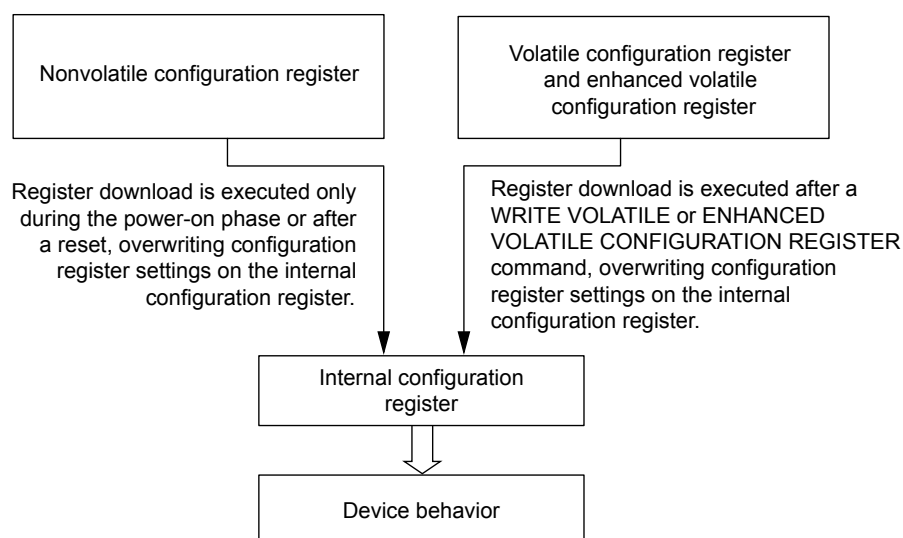 Nonvolatile configuration register
Volatile configuration register
and enhanced volatile
configuration register
Register download is executed only
during the power-on phase or after
a reset, overwriting configuration
register settings on the internal
configuration register.
Register download is executed after a
WRITE VOLATILE or ENHANCED
VOLATILE CONFIGURATION REGISTER
command, overwriting configuration
register settings on the internal
configuration register.
Internal configuration
register
Device behavior